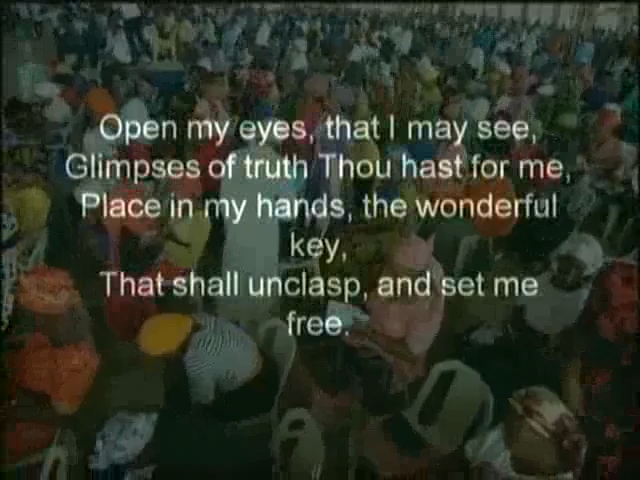 Open my eyes, that I may see,
Glimpses of truth Thou hast for me,
Place in my hands, the wonderful
key,
That shall unclasp, and set me
free.